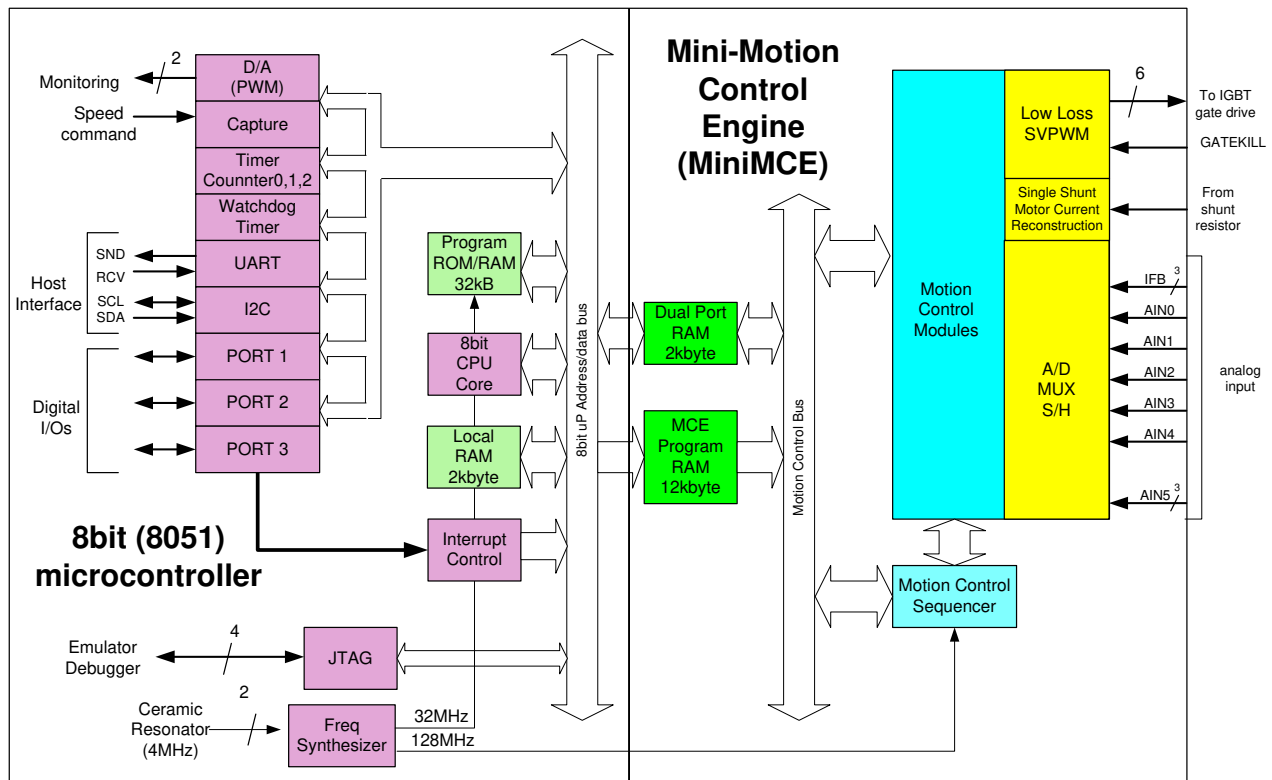 Monitoring
2
D/A
(PWM)
Speed
command
Capture
Timer
Counnter0,1,2
Watchdog
Timer
Host
Interface
SND
RCV
UART
SCL
SDA
I2C
Digital
I/Os
PORT 1
PORT 2
PORT 3
8bit (8051)
microcontroller
Program
ROM/RAM
32kB
8bit
CPU
Core
Local
RAM
2kbyte
Interrupt
Control
Emulator
Debugger
4
JTAG
Ceramic
Resonator
(4MHz)
2
Freq
Synthesizer
32MHz
128MHz
8bit uP Address/data bus
Mini-Motion
Control
Engine
(MiniMCE)
Dual Port
RAM
2kbyte
MCE
Program
RAM
12kbyte
Motion Control Bus
Motion
Control
Modules
Low Loss
SVPWM
Single Shunt
Motor Current
Reconstruction
A/D
MUX
S/H
Motion Control
Sequencer
6
To IGBT
gate drive
GATEKILL
From
shunt
resistor
IFB
3
AIN0
AIN1
AIN2
AIN3
AIN4
AIN5
3
analog
input